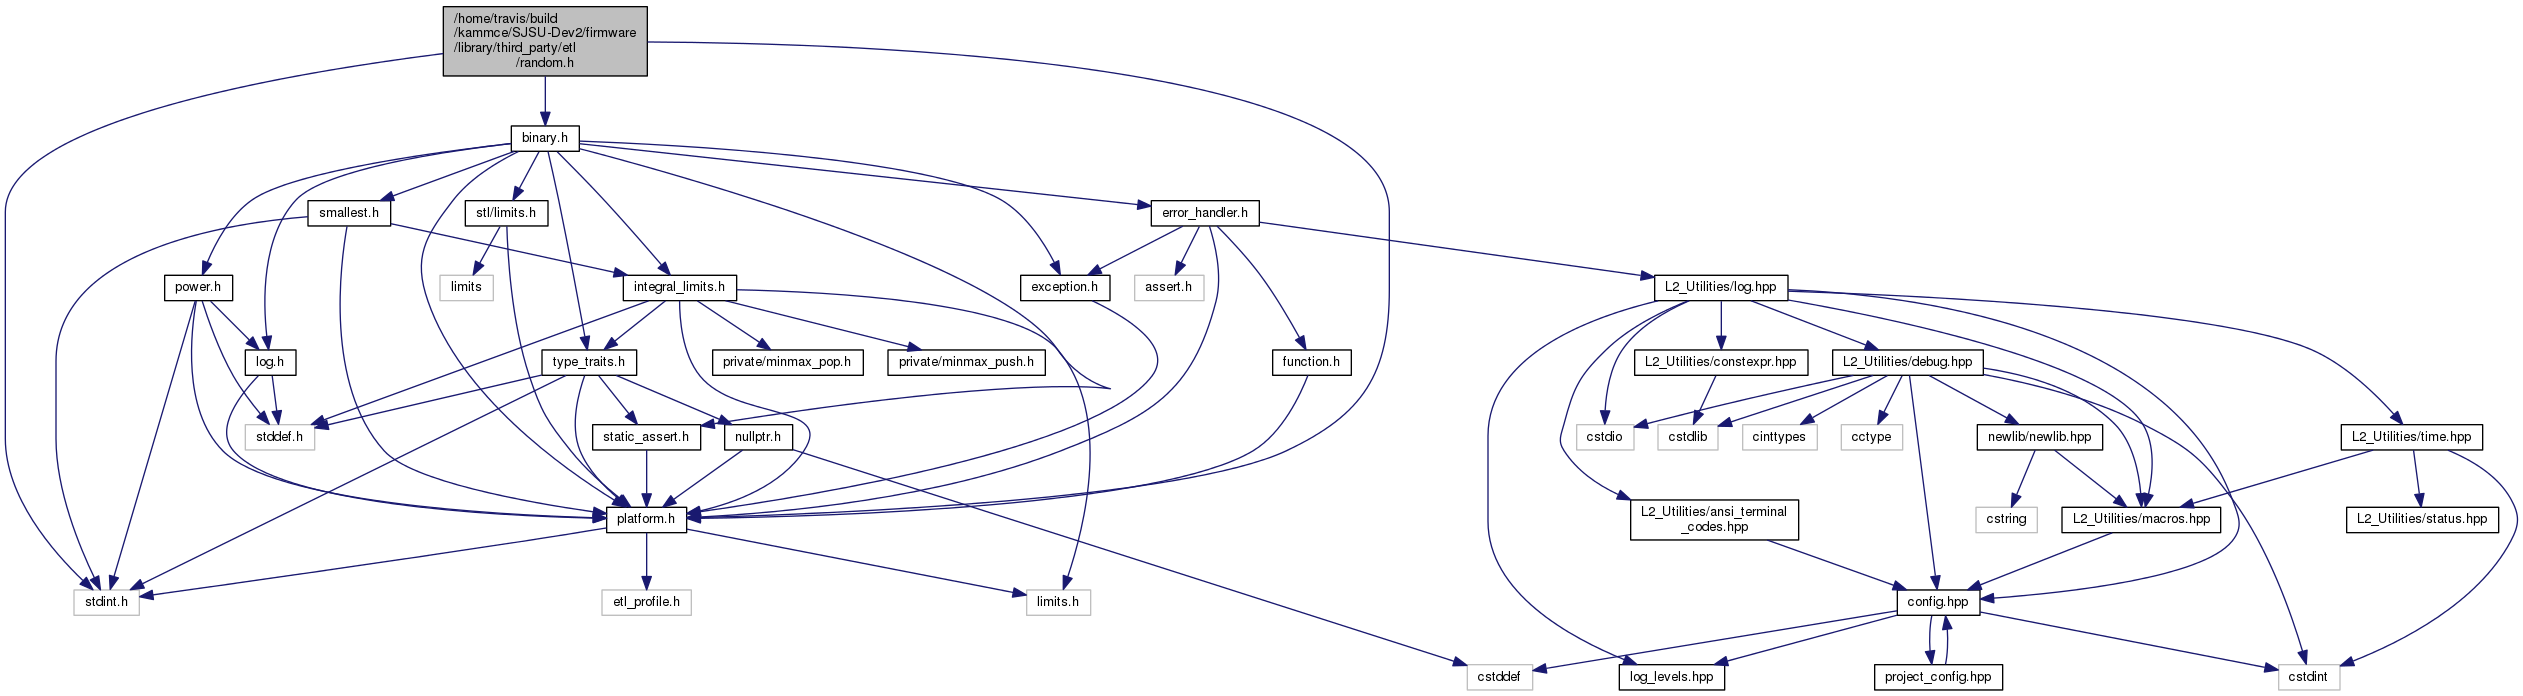 /home/travis/build
/kammce/SJSU-Dev2/firmware
/library/third_party/etl
/random.h
binary.h
smallest.h
stl/limits.h
error_handler.h
power.h
limits
integral_limits.h
exception.h
assert.h
L2_Utilities/log.hpp
log.h
type_traits.h
private/minmax_pop.h
private/minmax_push.h
function.h
L2_Utilities/constexpr.hpp
L2_Utilities/debug.hpp
stddef.h
static_assert.h
nullptr.h
cstdio
cstdlib
cinttypes
cctype
newlib/newlib.hpp
L2_Utilities/time.hpp
platform.h
L2_Utilities/ansi_terminal
_codes.hpp
cstring
L2_Utilities/macros.hpp
L2_Utilities/status.hpp
stdint.h
etl_profile.h
limits.h
config.hpp
cstddef
log_levels.hpp
project_config.hpp
cstdint